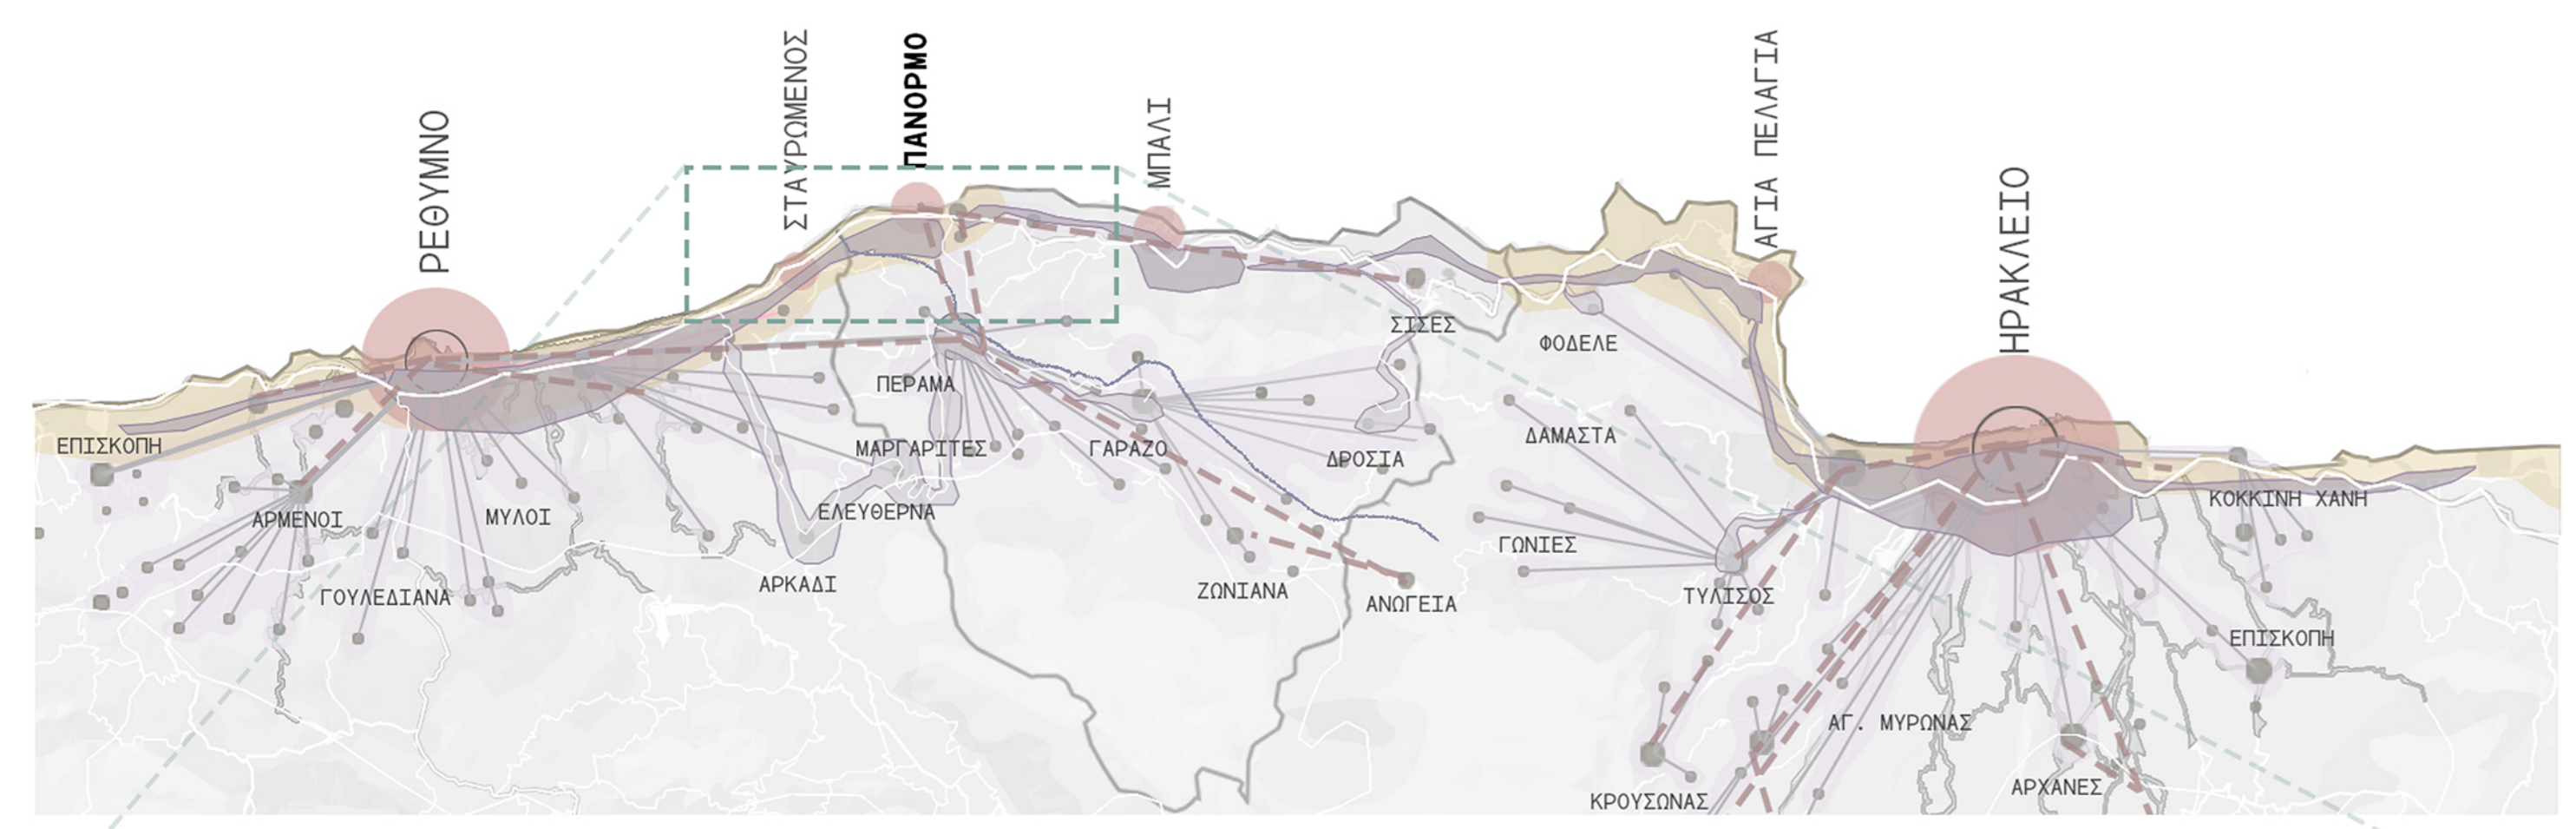 ΡΕΘΥΜΝΟ
ΣΤΑΥΡΩΜΕΝΟΣ
ΠΑΝΟΡΜΟ
ΜΠΑΛΙ
ΑΓΙΑ ΠΕΛΑΓΙΑ
ΗΡΑΚΛΕΙΟ
ΣΙΣΕΣ
ΦΟΔΕΛΕ
ΠΕΡΑΜΑ
ΕΠΙΣΚΟΠΗ
ΜΑΡΓΑΡΙΤΕΣ
ΓΑΡΑΖΟ
ΔΡΟΣΙΑ
ΔΑΜΑΣΤΑ
ΚΟΚΚΙΝΗ ΧΑΝΗ
ΑΡΜΕΝΟΙ
ΜΥΛΟΙ
ΕΛΕΥΘΕΡΝΑ
ΓΩΝΙΕΣ
ΑΡΚΑΔΙ
ΓΟΥΛΕΔΙΑΝΑ
ΖΩΝΙΑΝΑ
ΑΝΩΓΕΙΑ
ΤΥΛΙΣΟΣ
ΕΠΙΣΚΟΠΗ
ΑΓ. ΜΥΡΩΝΑΣ
ΚΡΟΥΣΩΝΑΣ
ΑΡΧΑΝΕΣ